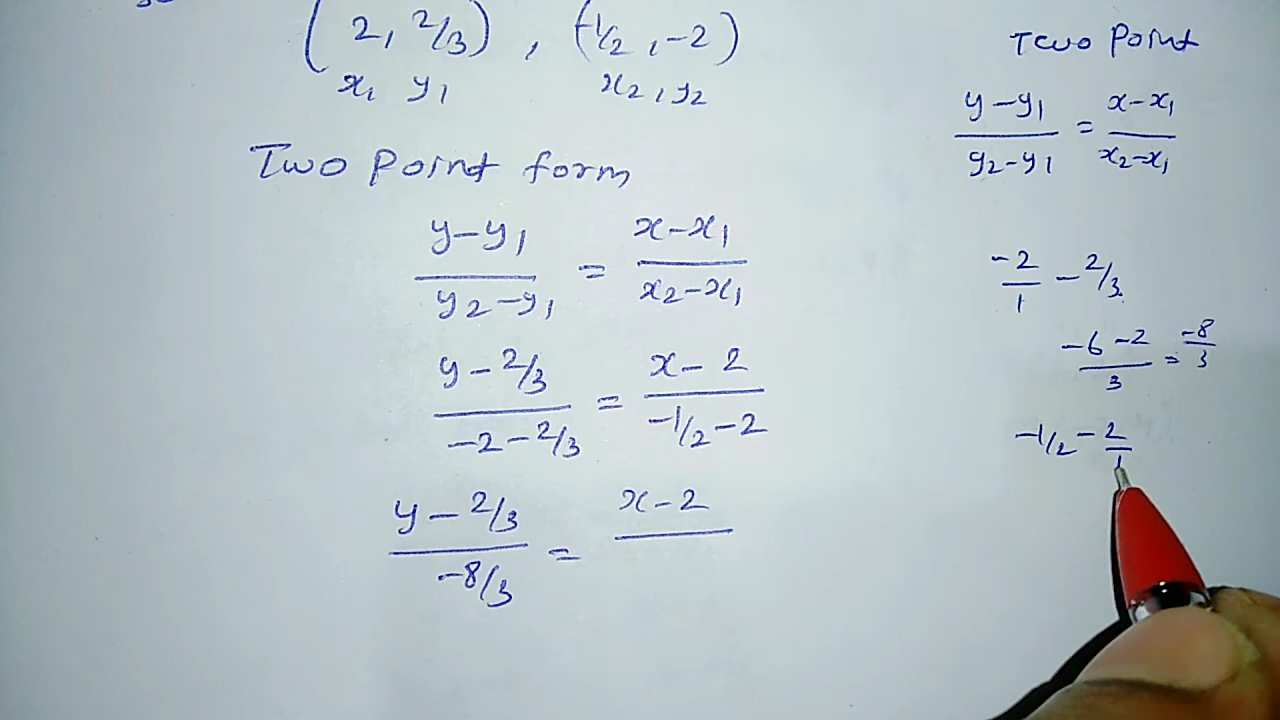 (2, 2/3), (-1/2, -2)
x1 y1 x2, y2
Two Point form
y-y1 / y2-y1 = x-x1 / x2-x1
y-2/3 / -2-2/3 = x-2 / -1/2-2
y-2/3 / -8/3 = x-2
Two Point
y-y1 / y2-y1 = x-x1 / x2-x1
-2/1 - 2/3
-6-2 / 3 = -8/3
-1/2 - 2/1